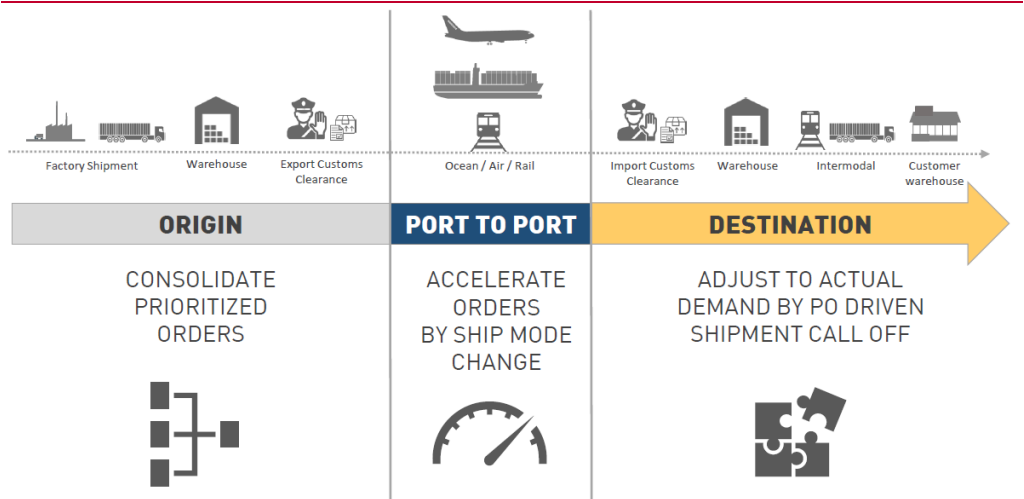 Factory Shipment
Warehouse
Export Customs
Clearance
Ocean / Air / Rail
Import Customs
Clearance
Warehouse
Intermodal
Customer
warehouse
ORIGIN
PORT TO PORT
DESTINATION
CONSOLIDATE
PRIORITIZED
ORDERS
ACCELERATE
ORDERS
BY SHIP MODE
CHANGE
ADJUST TO ACTUAL
DEMAND BY PO DRIVEN
SHIPMENT CALL OFF